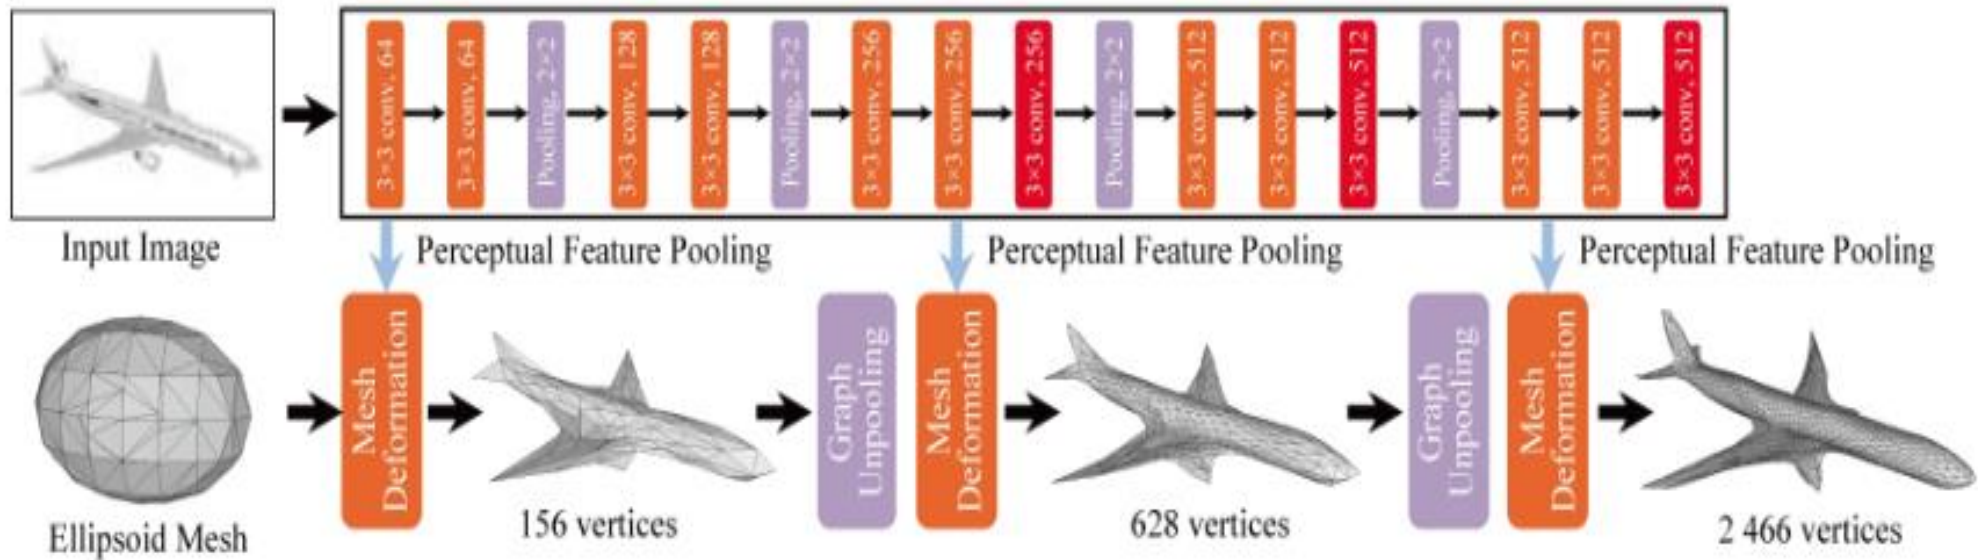 3×3 conv, 64
3×3 conv, 64
Pooling, 2×2
3×3 conv, 128
3×3 conv, 128
Pooling, 2×2
3×3 conv, 256
3×3 conv, 256
3×3 conv, 256
Pooling, 2×2
3×3 conv, 512
3×3 conv, 512
3×3 conv, 512
Pooling, 2×2
3×3 conv, 512
3×3 conv, 512
3×3 conv, 512
Input Image
Perceptual Feature Pooling
Perceptual Feature Pooling
Perceptual Feature Pooling
Mesh
Deformation
Graph
Unpooling
Mesh
Deformation
Graph
Unpooling
Mesh
Deformation
Ellipsoid Mesh
156 vertices
628 vertices
2 466 vertices